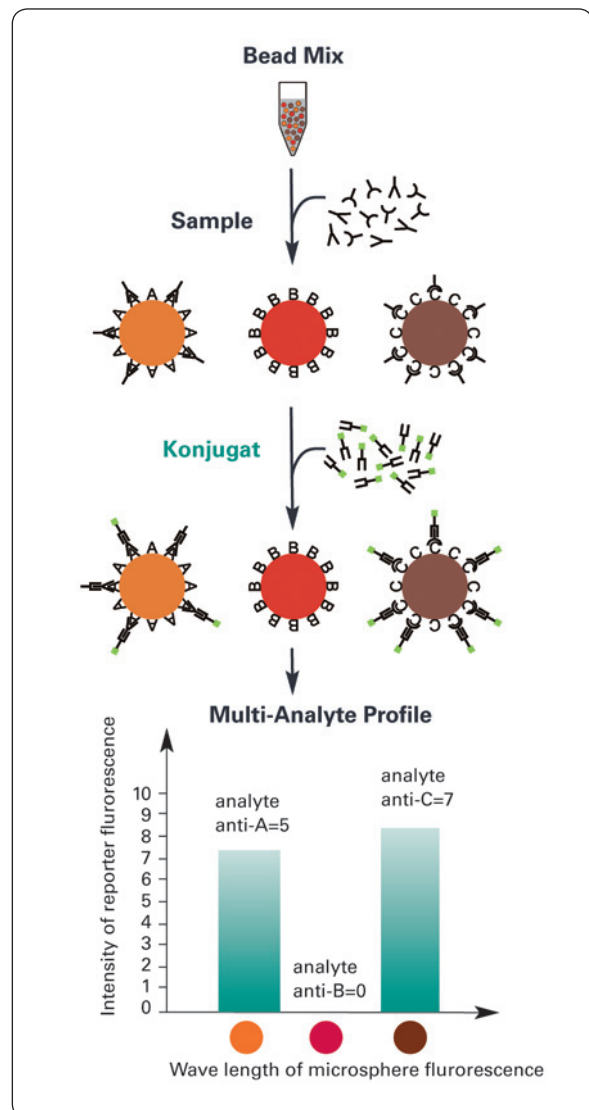 Bead Mix
Sample
A
B B B B B B B B B B B B
C C C C C C C
Konjugat
A
B B B B B B B B B B B B
C C C C C C C
Multi-Analyte Profile
Intensity of reporter flurorescence
10
9
8
7
6
5
4
3
2
1
0
analyte
anti-A=5
analyte
anti-B=0
analyte
anti-C=7
Wave length of microsphere flurorescence